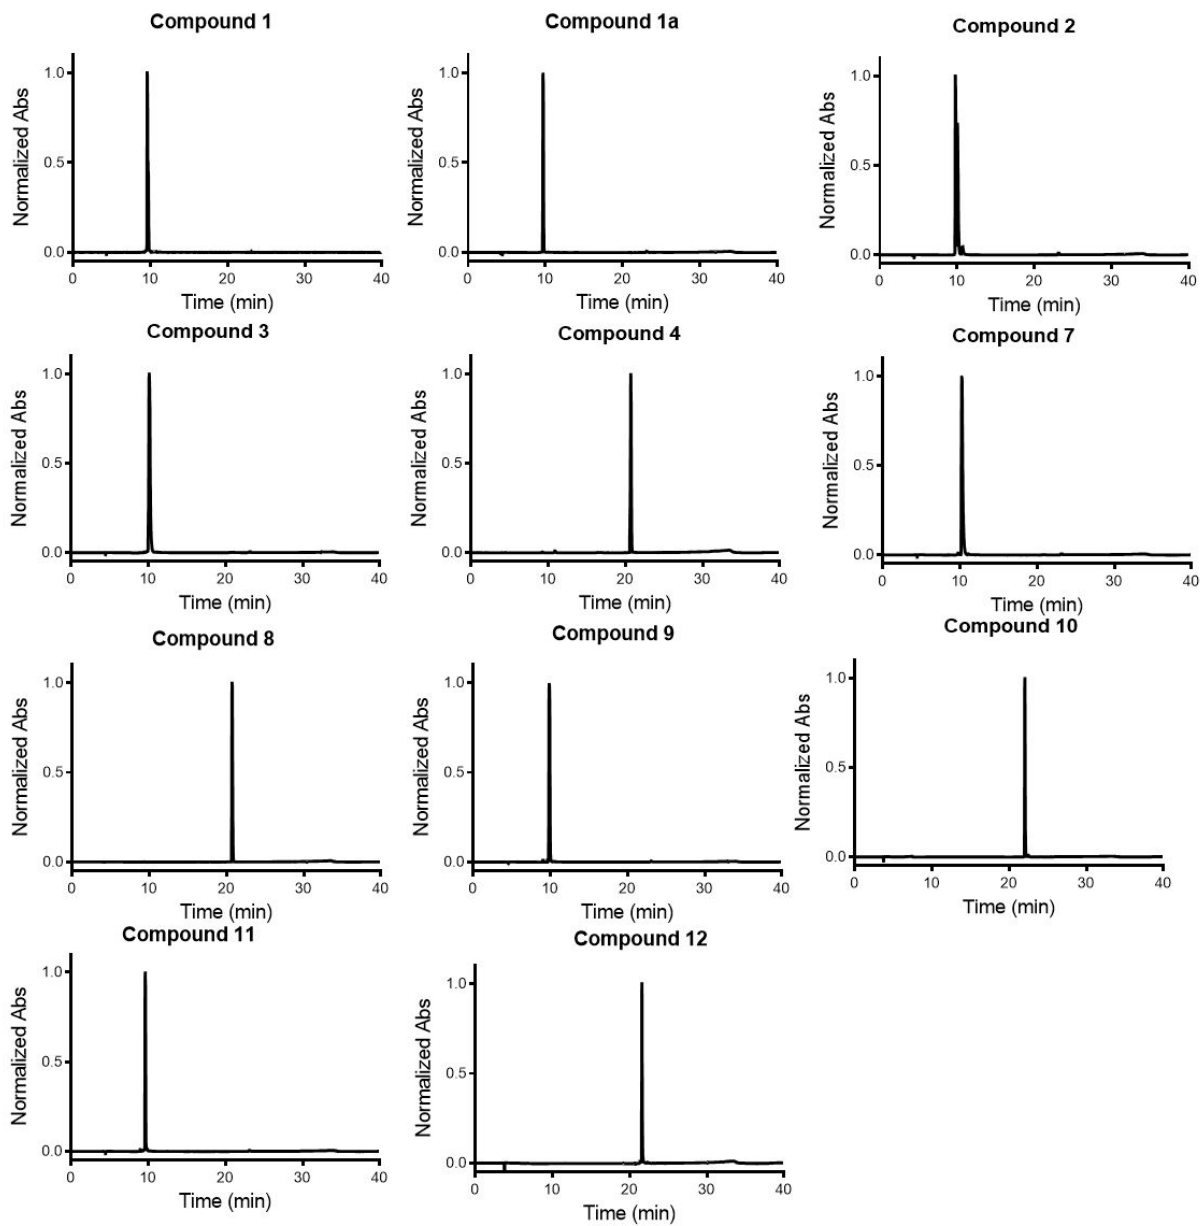 Compound 1
Normalized Abs
1.0
0.5
0.0
0 10 20 30 40
Time (min)
Compound 1a
Normalized Abs
1.0
0.5
0.0
0 10 20 30 40
Time (min)
Compound 2
Normalized Abs
1.0
0.5
0.0
0 10 20 30 40
Time (min)
Compound 3
Normalized Abs
1.0
0.5
0.0
0 10 20 30 40
Time (min)
Compound 4
Normalized Abs
1.0
0.5
0.0
0 10 20 30 40
Time (min)
Compound 7
Normalized Abs
1.0
0.5
0.0
0 10 20 30 40
Time (min)
Compound 8
Normalized Abs
1.0
0.5
0.0
0 10 20 30 40
Time (min)
Compound 9
Normalized Abs
1.0
0.5
0.0
0 10 20 30 40
Time (min)
Compound 10
Normalized Abs
1.0
0.5
0.0
0 10 20 30 40
Time (min)
Compound 11
Normalized Abs
1.0
0.5
0.0
0 10 20 30 40
Time (min)
Compound 12
Normalized Abs
1.0
0.5
0.0
0 10 20 30 40
Time (min)